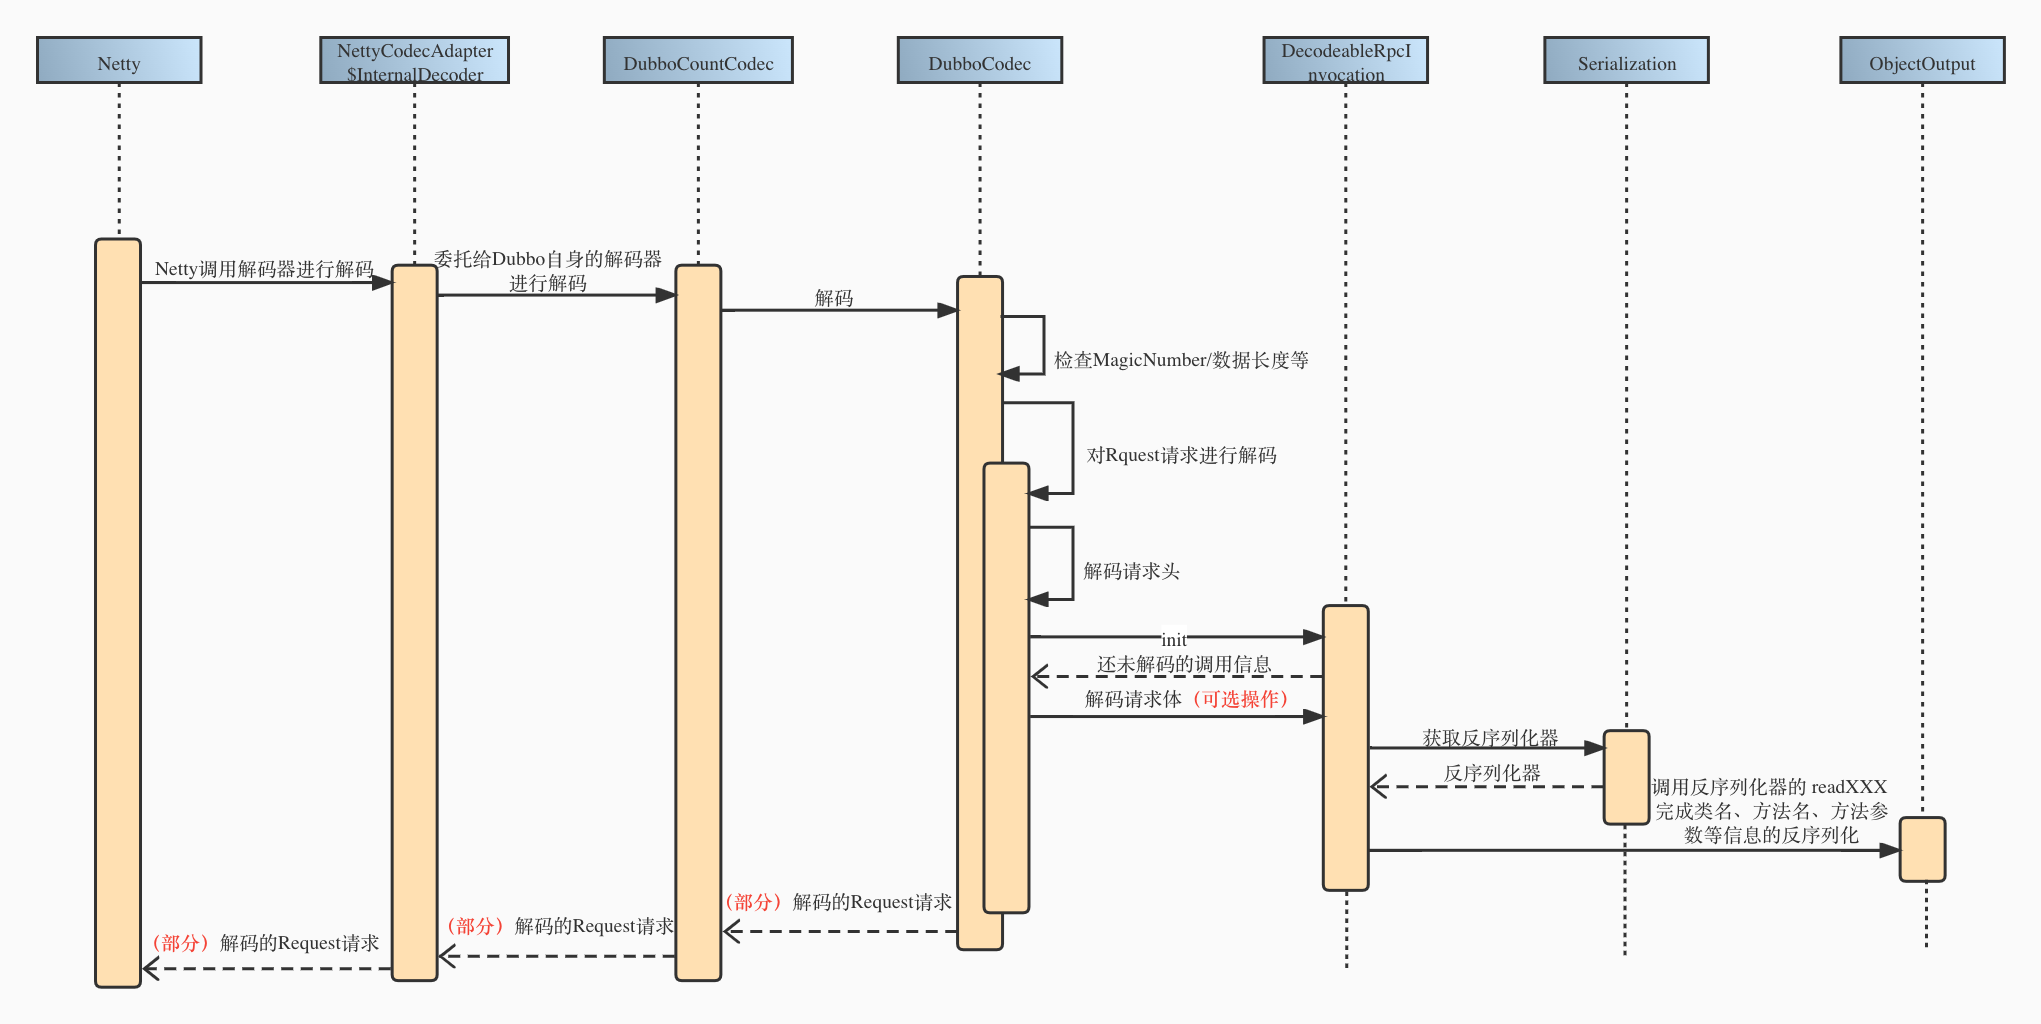 Netty
NettyCodecAdapter
$InternalDecoder
DubboCountCodec
DubboCodec
DecodeableRpcI
nvocation
Serialization
ObjectOutput
Netty调用解码器进行解码
委托给Dubbo自身的解码器
进行解码
解码
检查MagicNumber/数据长度等
对Rquest请求进行解码
解码请求头
init
还未解码的调用信息
解码请求体（可选操作）
获取反序列化器
反序列化器
调用反序列化器的 readXXX
完成类名、方法名、方法参
数等信息的反序列化
（部分）解码的Request请求
（部分）解码的Request请求
（部分）解码的Request请求